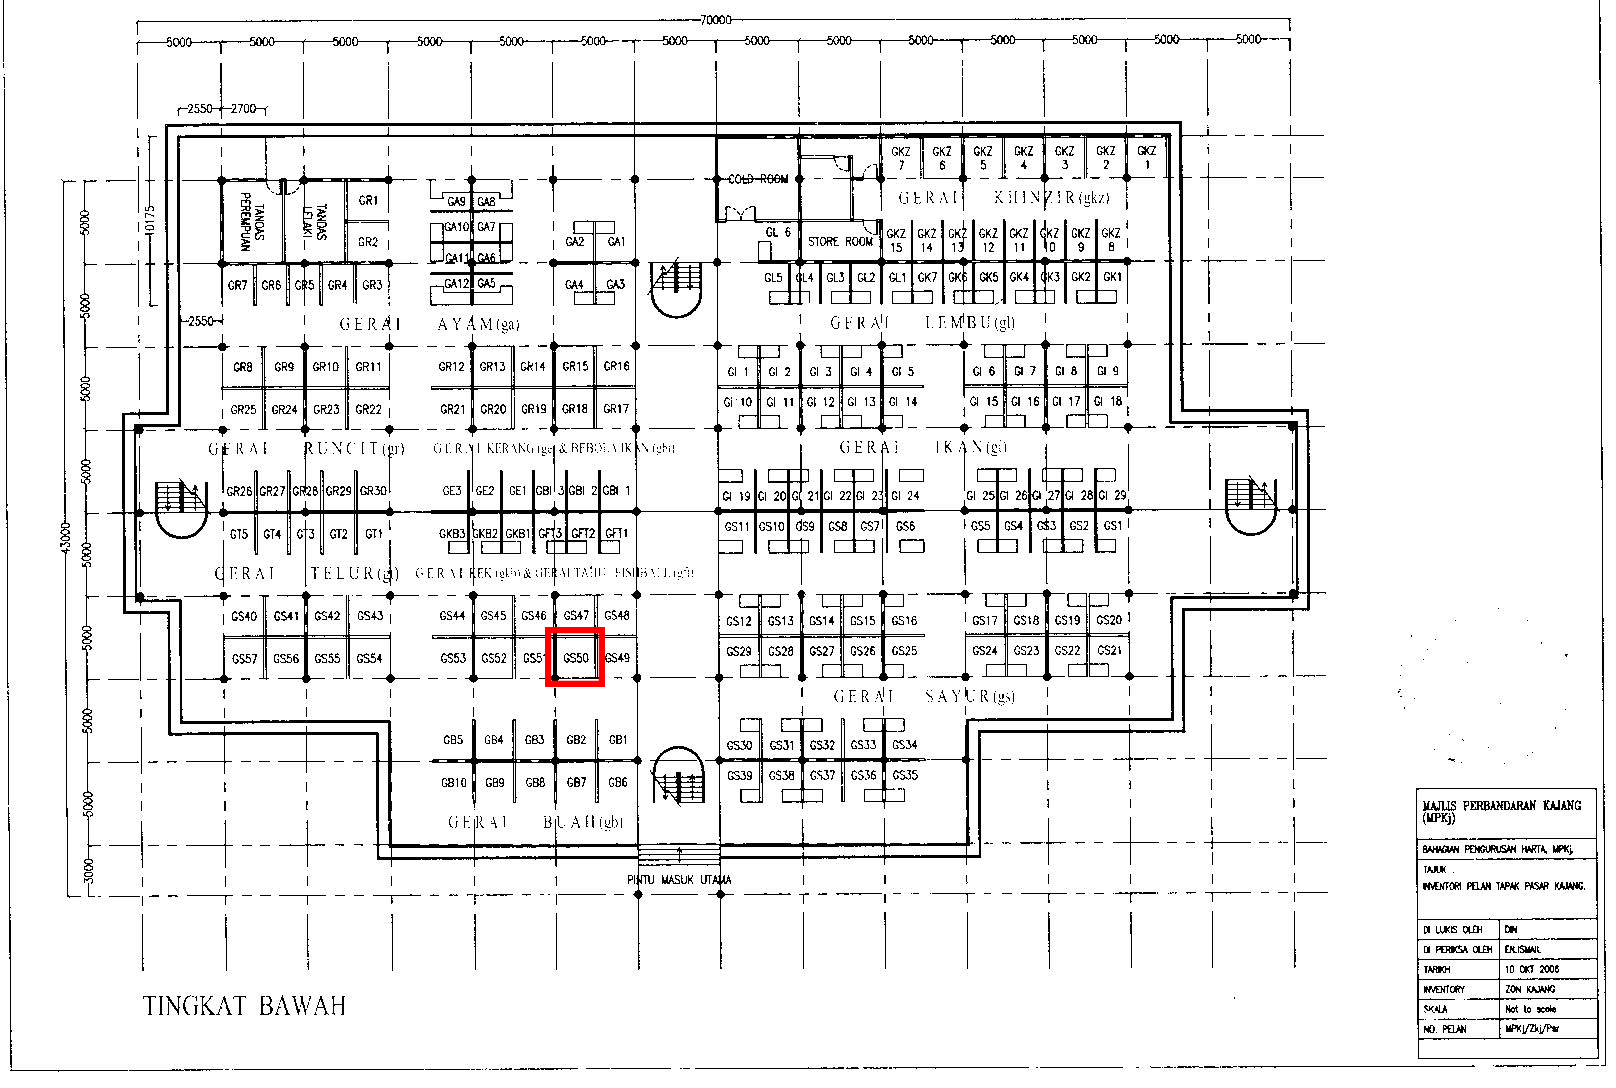 70000
5000 5000 5000 5000 5000 5000 5000 5000 5000 5000 5000 5000 5000 5000
2550 2700
GKZ 7 GKZ 6 GKZ 5 GKZ 4 GKZ 3 GKZ 2 GKZ 1
COLD ROOM
GERAI KHINZIR(gkz)
TANDAS PEREMPUAN
TANDAS LELAKI
GR1
GR2
GA9 GA8
GA10 GA7
GA11 GA6
GA12 GA5
GA2 GA1
GA4 GA3
GL 6
STORE ROOM
GKZ 15 GKZ 14 GKZ 13 GKZ 12 GKZ 11 GKZ 10 GKZ 9 GKZ 8
GR7 GR6 GR5 GR4 GR3
GL5 GL4 GL3 GL2 GL1 GK7 GK6 GK5 GK4 GK3 GK2 GK1
5000
10175
5000
2550
GERAI AYAM(ga)
GERAI LEMBU(gl)
GR8 GR9 GR10 GR11 GR12 GR13 GR14 GR15 GR16
GI 1 GI 2 GI 3 GI 4 GI 5 GI 6 GI 7 GI 8 GI 9
5000
GR25 GR24 GR23 GR22 GR21 GR20 GR19 GR18 GR17
GI 10 GI 11 GI 12 GI 13 GI 14 GI 15 GI 16 GI 17 GI 18
GERAI RUNCIT(gr)
GERAI KERANG(ge) & BEBOLA IKAN(gbi)
GERAI IKAN(gi)
5000
GR26 GR27 GR28 GR29 GR30 GE3 GE2 GE1 GBI 3 GBI 2 GBI 1
GI 19 GI 20 GI 21 GI 22 GI 23 GI 24 GI 25 GI 26 GI 27 GI 28 GI 29
43000
5000
GT5 GT4 GT3 GT2 GT1 GKB3 GKB2 GKB1 GFT3 GFT2 GFT1
GS11 GS10 GS9 GS8 GS7 GS6 GS5 GS4 GS3 GS2 GS1
GERAI TELUR(gt)
GERAI KEK(gkb) & GERAI TAHU FISHBALL(gft)
GS40 GS41 GS42 GS43 GS44 GS45 GS46 GS47 GS48
GS12 GS13 GS14 GS15 GS16 GS17 GS18 GS19 GS20
5000
GS57 GS56 GS55 GS54 GS53 GS52 GS51 GS50 GS49
GS29 GS28 GS27 GS26 GS25 GS24 GS23 GS22 GS21
GERAI SAYUR(gs)
5000
GB5 GB4 GB3 GB2 GB1
GS30 GS31 GS32 GS33 GS34
GB10 GB9 GB8 GB7 GB6
GS39 GS38 GS37 GS36 GS35
5000
GERAI BUAH(gb)
3000
PINTU MASUK UTAMA
TINGKAT BAWAH
MAJLIS PERBANDARAN KAJANG
(MPKj)
BAHAGIAN PENGURUSAN HARTA, MPKj.
TAJUK
INVENTORI PELAN TAPAK PASAR KAJANG.
DI LUKIS OLEH DIN
DI PERIKSA OLEH EN.ISMAIL
TARIKH 10 OKT 2006
INVENTORY ZON KAJANG
SKALA Not to scale
NO. PELAN MPKj/Zkj/Psr